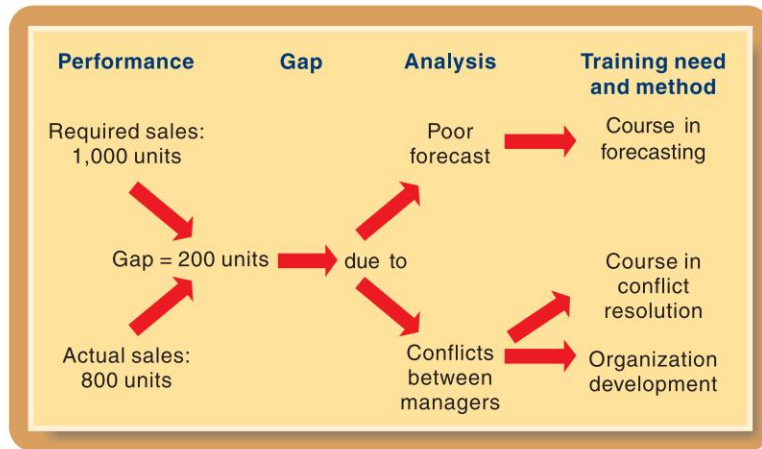 Performance
Gap
Analysis
Training need
and method
Required sales:
1,000 units
Poor
forecast
Course in
forecasting
Gap = 200 units
due to
Course in
conflict
resolution
Actual sales:
800 units
Conflicts
between
managers
Organization
development